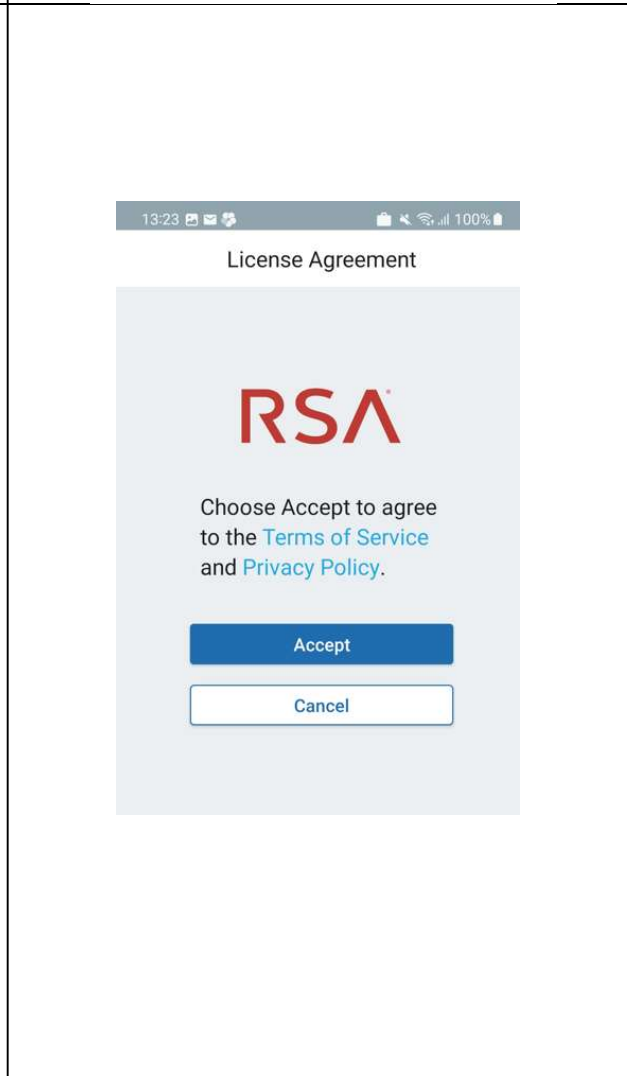 13:23 100%
License Agreement
RSA
Choose Accept to agree
to the Terms of Service
and Privacy Policy.
Accept
Cancel